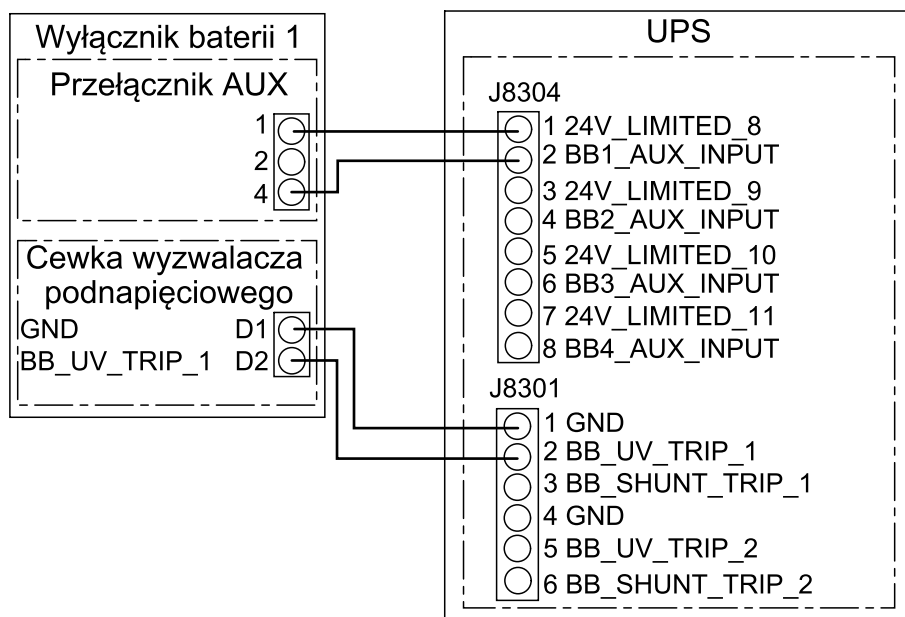 Wyłącznik baterii 1
Przełącznik AUX
1
2
4
Cewka wyzwalacza
podnapięciowego
GND D1
BB_UV_TRIP_1 D2
UPS
J8304
1 24V_LIMITED_8
2 BB1_AUX_INPUT
3 24V_LIMITED_9
4 BB2_AUX_INPUT
5 24V_LIMITED_10
6 BB3_AUX_INPUT
7 24V_LIMITED_11
8 BB4_AUX_INPUT
J8301
1 GND
2 BB_UV_TRIP_1
3 BB_SHUNT_TRIP_1
4 GND
5 BB_UV_TRIP_2
6 BB_SHUNT_TRIP_2